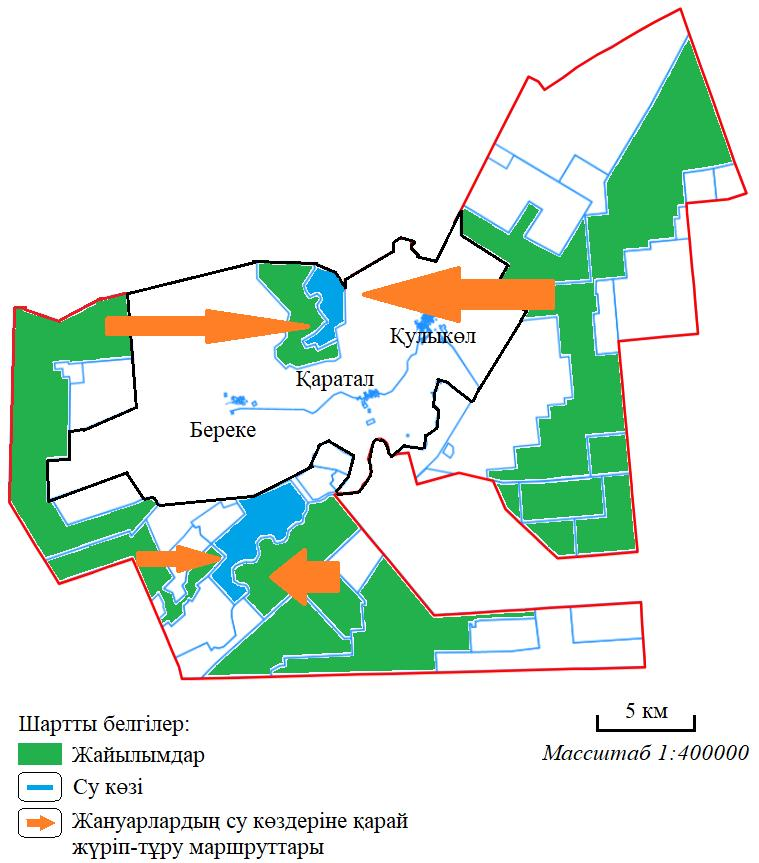 Құлыкөл
Қаратал
Береке
5 км
Масштаб 1:400000
Шартты белгілер:
Жайылымдар
Су көзі
Жануарлардың су көздеріне қарай
жүріп-тұру маршруттары